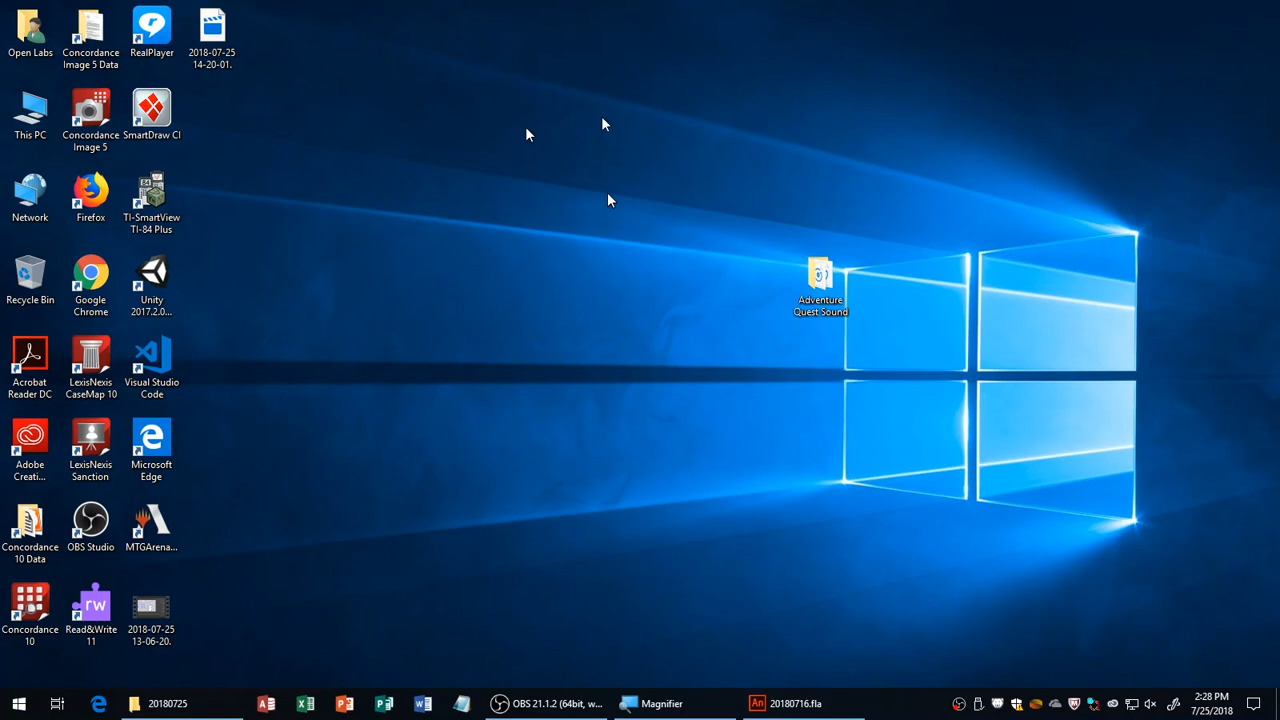 Open Labs
Concordance
Image 5 Data
RealPlayer
2018-07-25
14-20-01.
This PC
Concordance
Image 5
SmartDraw CI
Network
Firefox
TI-SmartView
TI-84 Plus
Recycle Bin
Google
Chrome
Unity
2017.2.0...
Adventure
Quest Sound
Acrobat
Reader DC
LexisNexis
CaseMap 10
Visual Studio
Code
Adobe
Creati...
LexisNexis
Sanction
Microsoft
Edge
Concordance
10 Data
OBS Studio
MTGArena...
Concordance
10
rw
Read&Write
11
2018-07-25
13-06-20.
20180725
OBS 21.1.2 (64bit, w...
Magnifier
An
20180716.fla
2:28 PM
7/25/2018